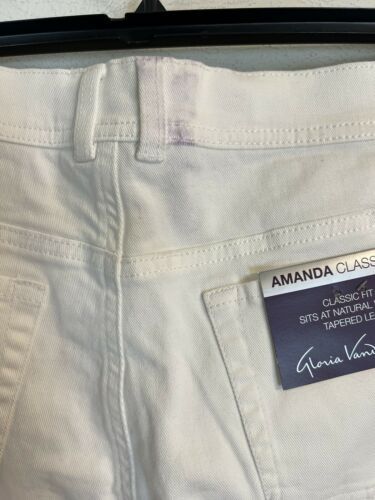 AMANDA CLASS
CLASSIC FIT
SITS AT NATURAL
TAPERED LE
Gloria Vand